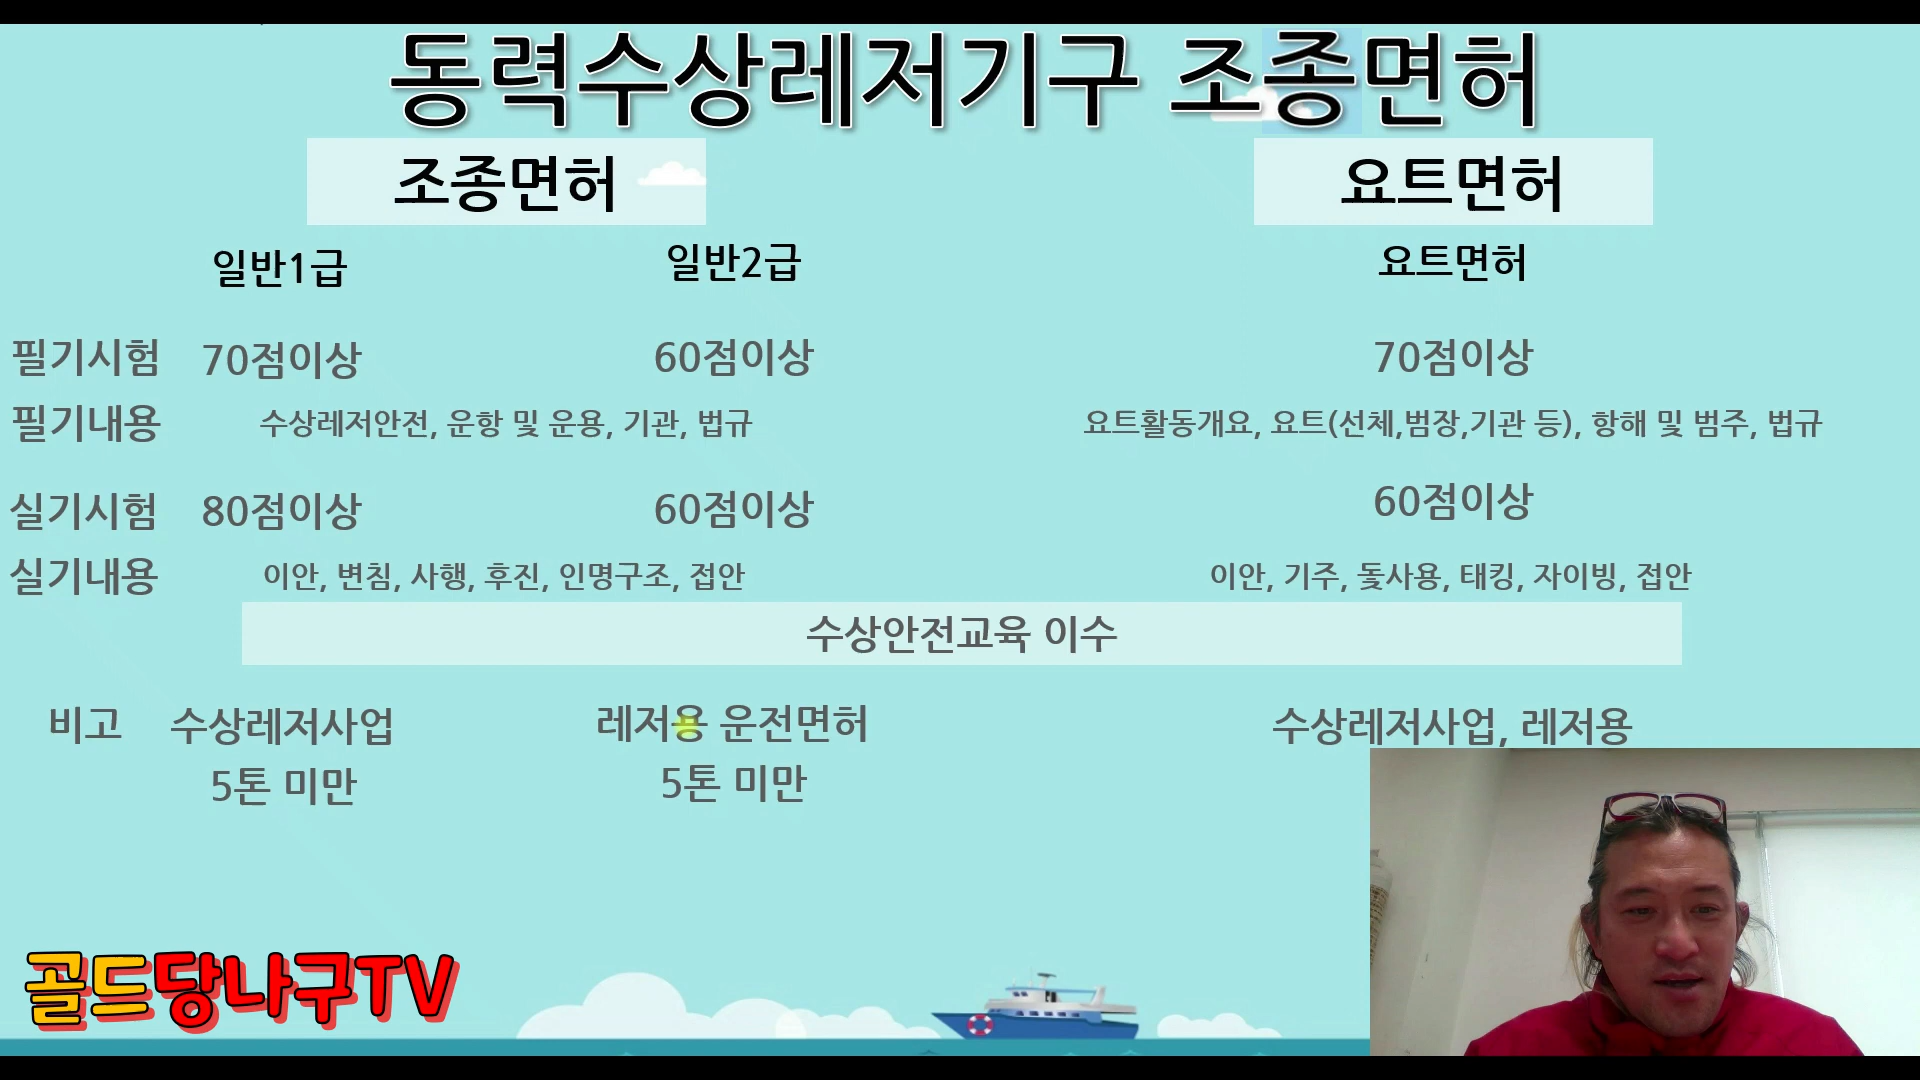 동력수상레저기구 조종면허
조종면허
요트면허
일반1급
일반2급
요트면허
필기시험 70점이상 60점이상 70점이상
필기내용 수상레저안전, 운항 및 운용, 기관, 법규 요트활동개요, 요트(선체,범장,기관 등), 항해 및 범주, 법규
실기시험 80점이상 60점이상 60점이상
실기내용 이안, 변침, 사행, 후진, 인명구조, 접안 이안, 기주, 돛사용, 태킹, 자이빙, 접안
수상안전교육 이수
비고 수상레저사업 레저용 운전면허 수상레저사업, 레저용
5톤 미만 5톤 미만
골드당나구TV